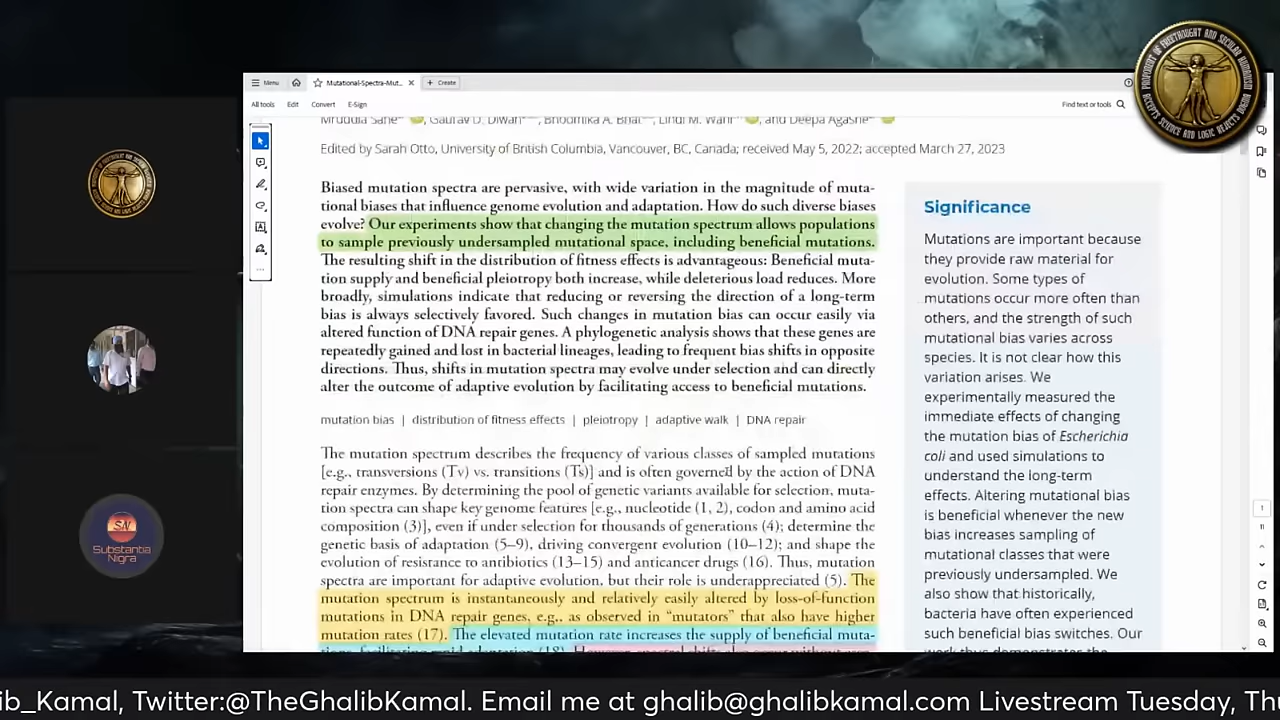 Menu
Mutational-Spectra-Mut...
Create
All tools
Edit
Convert
E-Sign
Find text or tools
PROPONENT OF FREETHOUGHT AND SECULAR HUMANISM
ACCEPTS SCIENCE AND LOGIC REJECTS
Edited by Sarah Otto, University of British Columbia, Vancouver, BC, Canada; received May 5, 2022; accepted March 27, 2023
Biased mutation spectra are pervasive, with wide variation in the magnitude of muta-
tional biases that influence genome evolution and adaptation. How do such diverse biases
evolve? Our experiments show that changing the mutation spectrum allows populations
to sample previously undersampled mutational space, including beneficial mutations.
The resulting shift in the distribution of fitness effects is advantageous: Beneficial muta-
tion supply and beneficial pleiotropy both increase, while deleterious load reduces. More
broadly, simulations indicate that reducing or reversing the direction of a long-term
bias is always selectively favored. Such changes in mutation bias can occur easily via
altered function of DNA repair genes. A phylogenetic analysis shows that these genes are
repeatedly gained and lost in bacterial lineages, leading to frequent bias shifts in opposite
directions. Thus, shifts in mutation spectra may evolve under selection and can directly
alter the outcome of adaptive evolution by facilitating access to beneficial mutations.
mutation bias | distribution of fitness effects | pleiotropy | adaptive walk | DNA repair
The mutation spectrum describes the frequency of various classes of sampled mutations
[e.g., transversions (Tv) vs. transitions (Ts)] and is often governed by the action of DNA
repair enzymes. By determining the pool of genetic variants available for selection, muta-
tion spectra can shape key genome features [e.g., nucleotide (1, 2), codon and amino acid
composition (3)], even if under selection for thousands of generations (4); determine the
genetic basis of adaptation (5–9), driving convergent evolution (10–12); and shape the
evolution of resistance to antibiotics (13–15) and anticancer drugs (16). Thus, mutation
spectra are important for adaptive evolution, but their role is underappreciated (5). The
mutation spectrum is instantaneously and relatively easily altered by loss-of-function
mutations in DNA repair genes, e.g., as observed in “mutators” that also have higher
mutation rates (17). The elevated mutation rate increases the supply of beneficial muta-
Significance
Mutations are important because
they provide raw material for
evolution. Some types of
mutations occur more often than
others, and the strength of such
mutational bias varies across
species. It is not clear how this
variation arises. We
experimentally measured the
immediate effects of changing
the mutation bias of Escherichia
coli and used simulations to
understand the long-term
effects. Altering mutational bias
is beneficial whenever the new
bias increases sampling of
mutational classes that were
previously undersampled. We
also show that historically,
bacteria have often experienced
such beneficial bias switches. Our
SN
Substantia
Nigra
ib_Kamal, Twitter:@TheGhalibKamal. Email me at ghalib@ghalibkamal.com Livestream Tuesday, Th